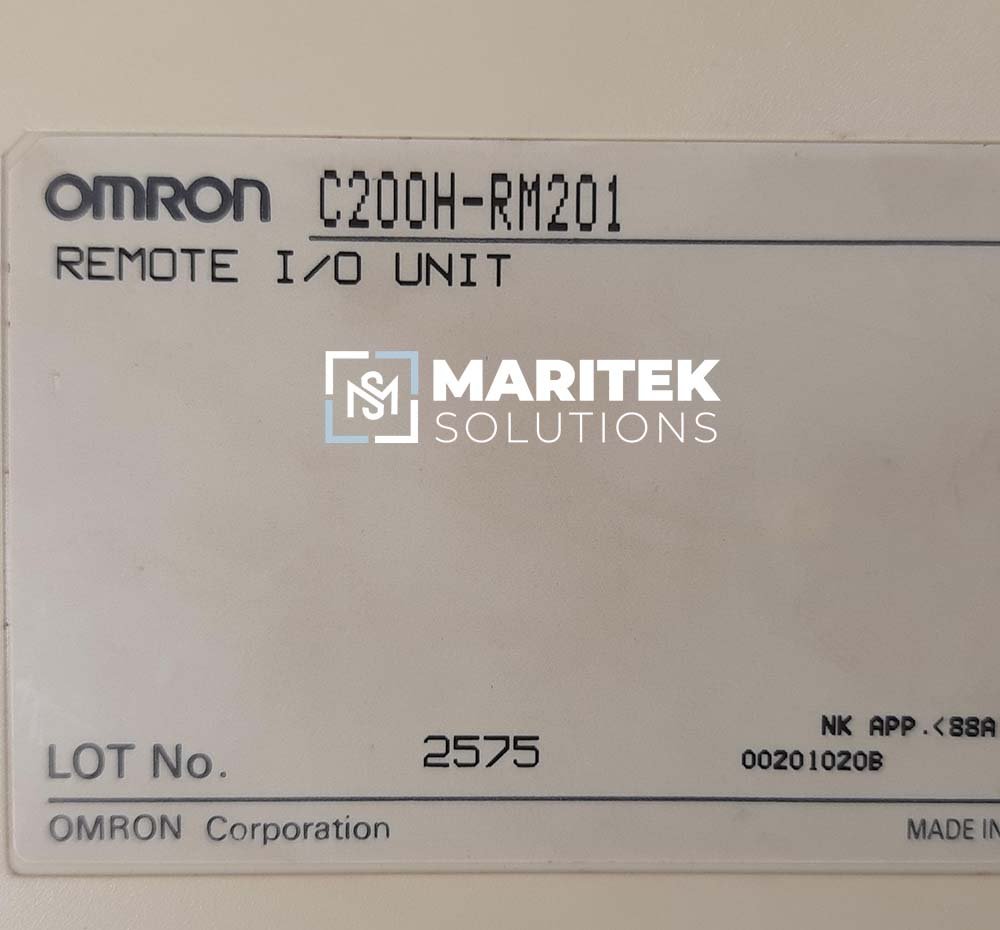 OMRON C200H-RM201
REMOTE I/O UNIT
MARITEK
SOLUTIONS
NK APP.<88A
LOT No. 2575 00201020B
OMRON Corporation MADE IN